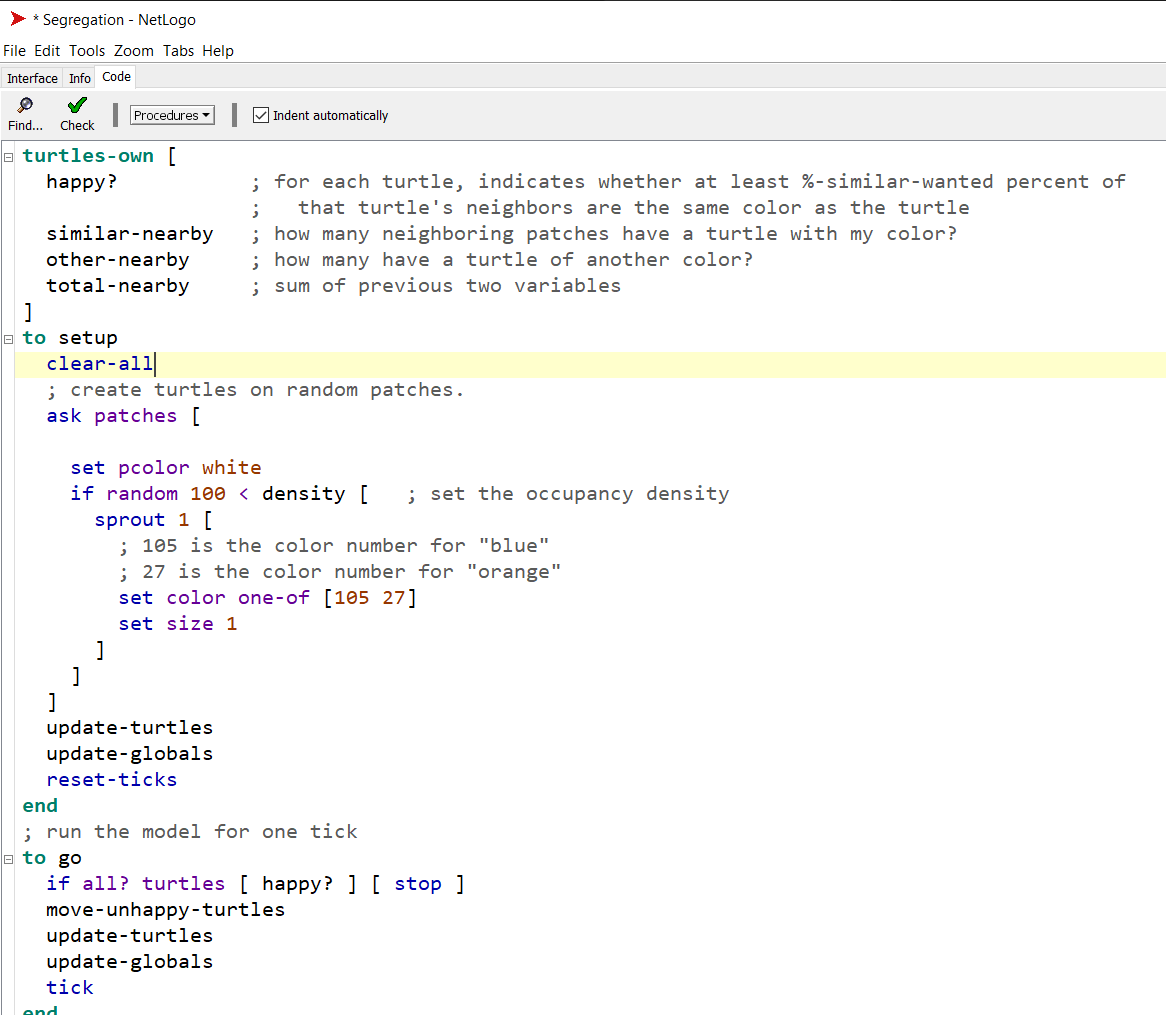 * Segregation - NetLogo
File Edit Tools Zoom Tabs Help
Interface Info Code
Find... Check Procedures Indent automatically
turtles-own [
  happy?           ; for each turtle, indicates whether at least %-similar-wanted percent of
                   ;   that turtle's neighbors are the same color as the turtle
  similar-nearby   ; how many neighboring patches have a turtle with my color?
  other-nearby     ; how many have a turtle of another color?
  total-nearby     ; sum of previous two variables
]
to setup
  clear-all
  ; create turtles on random patches.
  ask patches [
    set pcolor white
    if random 100 < density [   ; set the occupancy density
      sprout 1 [
        ; 105 is the color number for "blue"
        ; 27 is the color number for "orange"
        set color one-of [105 27]
        set size 1
      ]
    ]
  ]
  update-turtles
  update-globals
  reset-ticks
end
; run the model for one tick
to go
  if all? turtles [ happy? ] [ stop ]
  move-unhappy-turtles
  update-turtles
  update-globals
  tick
end